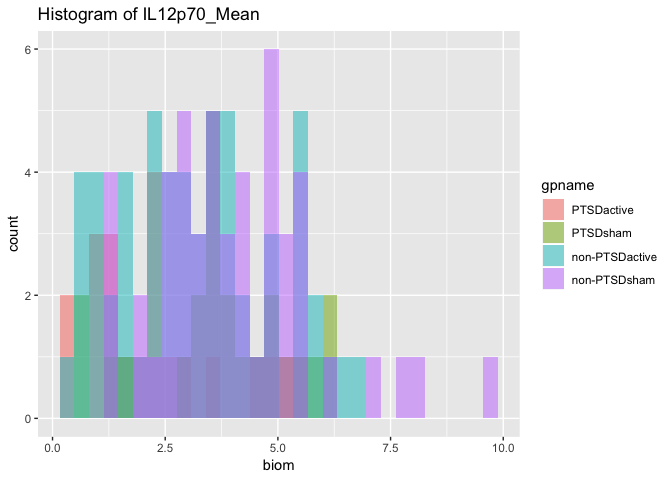 Histogram of IL12p70_Mean
count
6
4
2
0
0.0
2.5
5.0
7.5
10.0
biom
gpname
PTSDactive
PTSDsham
non-PTSDactive
non-PTSDsham